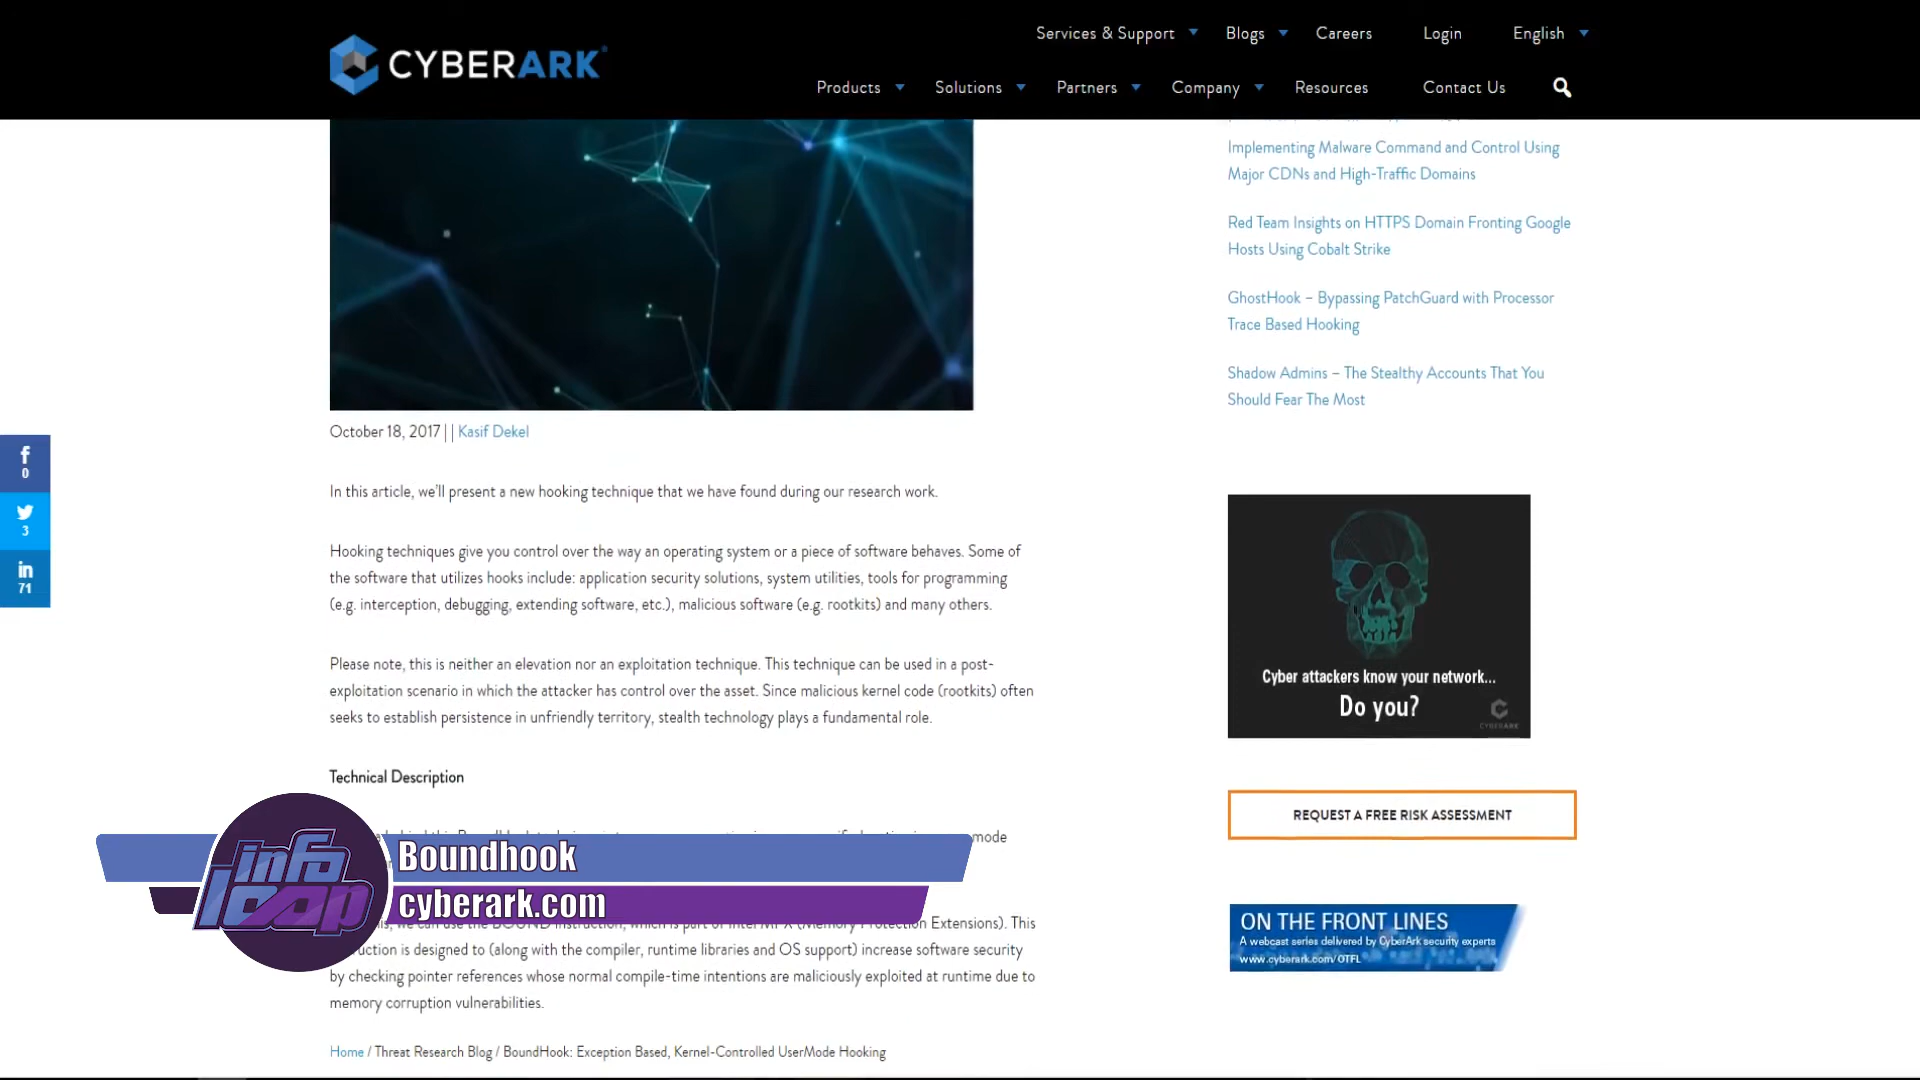 CYBERARK
Services & Support
Blogs
Careers
Login
English
Products
Solutions
Partners
Company
Resources
Contact Us
Implementing Malware Command and Control Using
Major CDNs and High-Traffic Domains
Red Team Insights on HTTPS Domain Fronting Google
Hosts Using Cobalt Strike
GhostHook – Bypassing PatchGuard with Processor
Trace Based Hooking
Shadow Admins – The Stealthy Accounts That You
Should Fear The Most
f
0
3
in
71
October 18, 2017 | | Kasif Dekel
In this article, we'll present a new hooking technique that we have found during our research work.
Hooking techniques give you control over the way an operating system or a piece of software behaves. Some of
the software that utilizes hooks include: application security solutions, system utilities, tools for programming
(e.g. interception, debugging, extending software, etc.), malicious software (e.g. rootkits) and many others.
Please note, this is neither an elevation nor an exploitation technique. This technique can be used in a post-
exploitation scenario in which the attacker has control over the asset. Since malicious kernel code (rootkits) often
seeks to establish persistence in unfriendly territory, stealth technology plays a fundamental role.
Technical Description
mode
info
loop
Boundhook
cyberark.com
Extensions). This
is designed to (along with the compiler, runtime libraries and OS support) increase software security
by checking pointer references whose normal compile-time intentions are maliciously exploited at runtime due to
memory corruption vulnerabilities.
Home / Threat Research Blog / BoundHook: Exception Based, Kernel-Controlled UserMode Hooking
Cyber attackers know your network...
Do you?
CYBERARK
REQUEST A FREE RISK ASSESSMENT
ON THE FRONT LINES
A webcast series delivered by CyberArk security experts
www.cyberark.com/OTFL